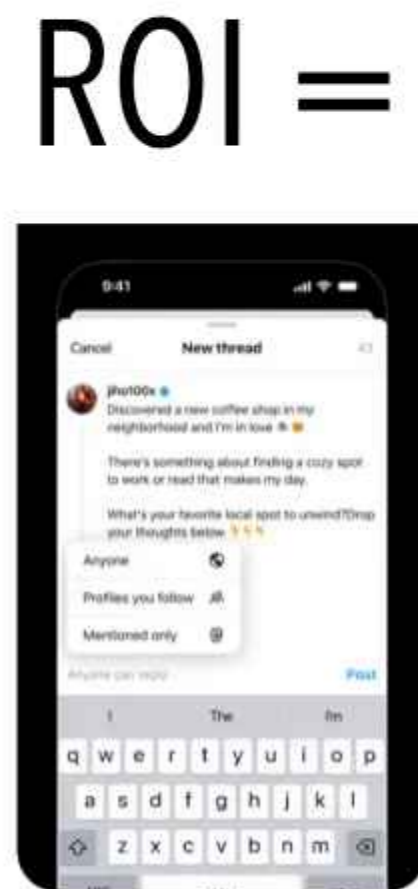 ROI =
9:41
Cancel New thread
jiho100x
Discovered a new coffee shop in my
neighborhood and I'm in love
There's something about finding a cozy spot
to work or read that makes my day.
What's your favorite local spot to unwind?Drop
your thoughts below
Anyone
Profiles you follow
Mentioned only
Anyone can reply Post
I The I'm
q w e r t y u i o p
a s d f g h j k l
z x c v b n m